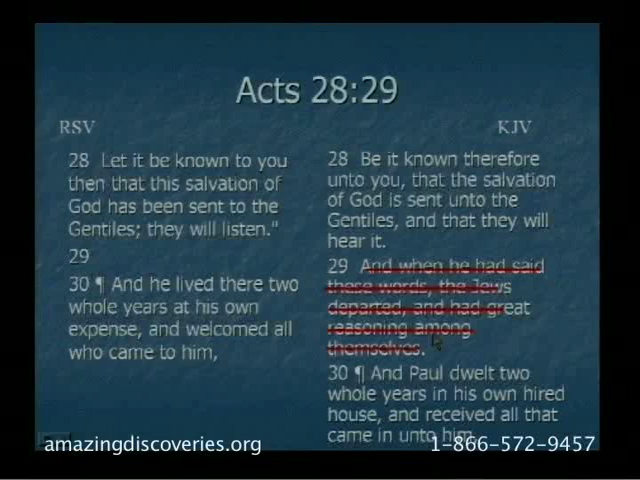 Acts 28:29
RSV
28 Let it be known to you
then that this salvation of
God has been sent to the
Gentiles; they will listen."
29
30 ¶ And he lived there two
whole years at his own
expense, and welcomed all
who came to him,
KJV
28 Be it known therefore
unto you, that the salvation
of God is sent unto the
Gentiles, and that they will
hear it.
29 And when he had said
these words, the Jews
departed, and had great
reasoning among
themselves.
30 ¶ And Paul dwelt two
whole years in his own hired
house, and received all that
came in unto him,
amazingdiscoveries.org
1-866-572-9457